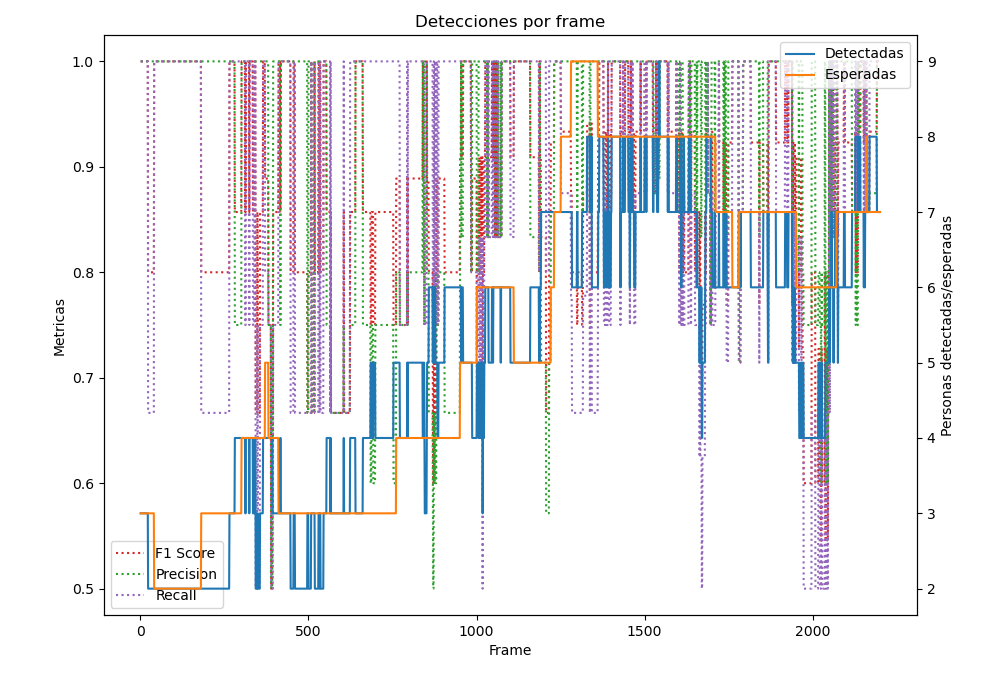 Detecciones por frame
Detectadas
Esperadas
1.0
0.9
0.8
0.7
0.6
0.5
Metricas
9
8
7
6
5
4
3
2
Personas detectadas/esperadas
F1 Score
Precision
Recall
0
500
1000
1500
2000
Frame